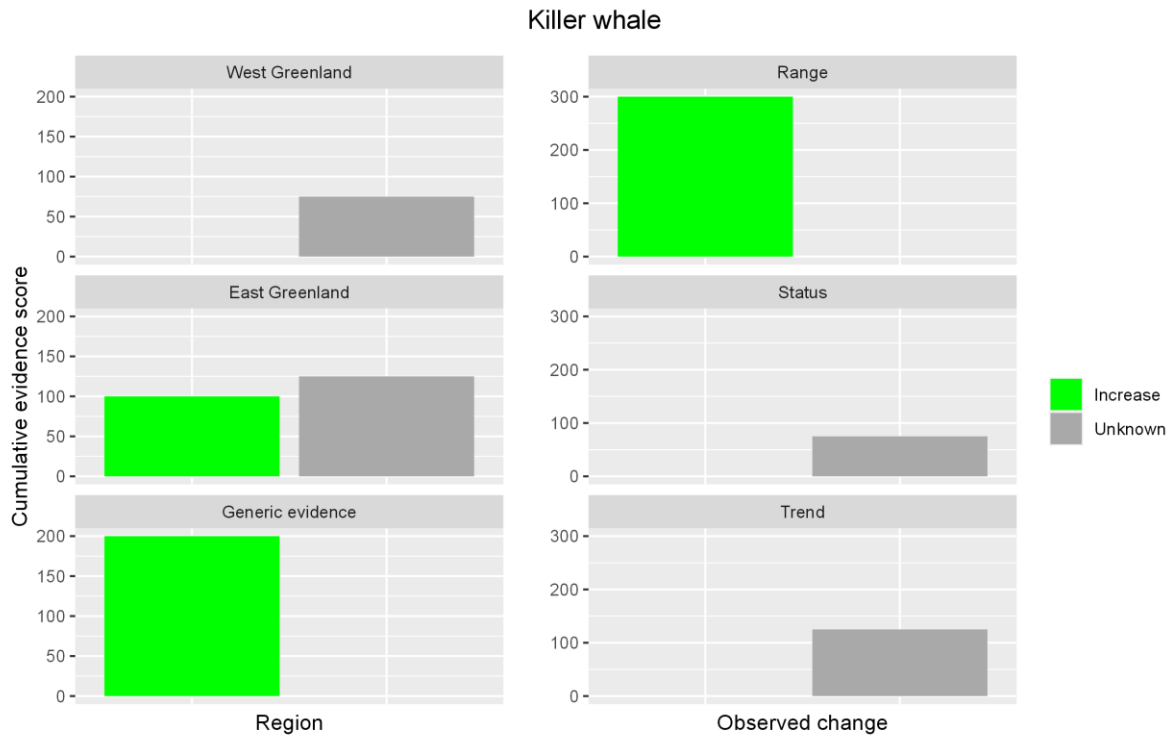 Killer whale
Cumulative evidence score
West Greenland
200
150
100
50
0
East Greenland
200
150
100
50
0
Generic evidence
200
150
100
50
0
Region
Range
300
200
100
0
Status
300
200
100
0
Trend
300
200
100
0
Observed change
Increase
Unknown